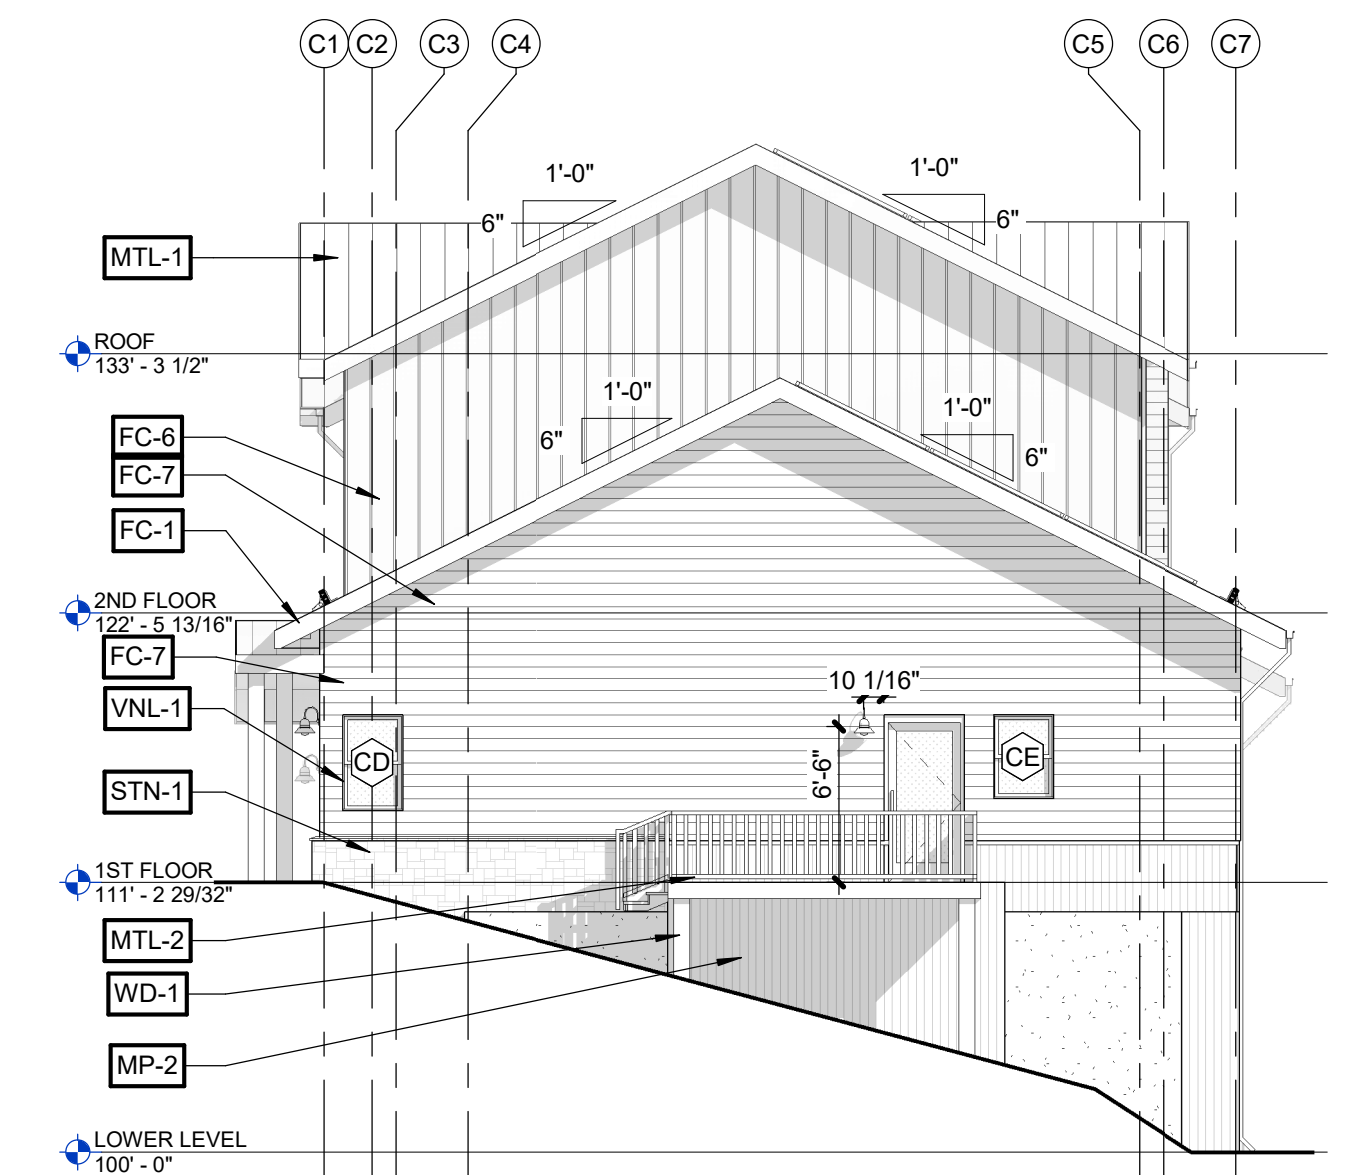 C1 C2 C3 C4 C5 C6 C7
1'-0"
6"
1'-0"
6"
MTL-1
ROOF
133' - 3 1/2"
1'-0"
6"
1'-0"
6"
FC-6
FC-7
FC-1
2ND FLOOR
122' - 5 13/16"
FC-7
VNL-1
STN-1
10 1/16"
6'-6"
CD
CE
1ST FLOOR
111' - 2 29/32"
MTL-2
WD-1
MP-2
LOWER LEVEL
100' - 0"